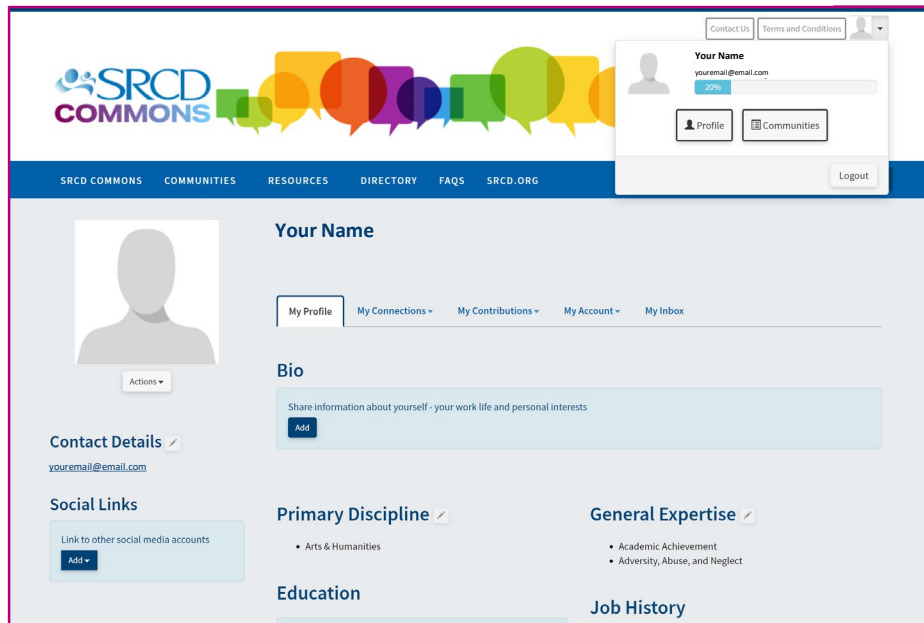 Contact Us
Terms and Conditions
SRCD
COMMONS
Your Name
youremail@email.com
20%
Profile
Communities
Logout
SRCD COMMONS
COMMUNITIES
RESOURCES
DIRECTORY
FAQS
SRCD.ORG
Your Name
My Profile
My Connections
My Contributions
My Account
My Inbox
Actions
Bio
Share information about yourself - your work life and personal interests
Add
Contact Details
youremail@email.com
Social Links
Link to other social media accounts
Add
Primary Discipline
• Arts & Humanities
General Expertise
• Academic Achievement
• Adversity, Abuse, and Neglect
Education
Job History